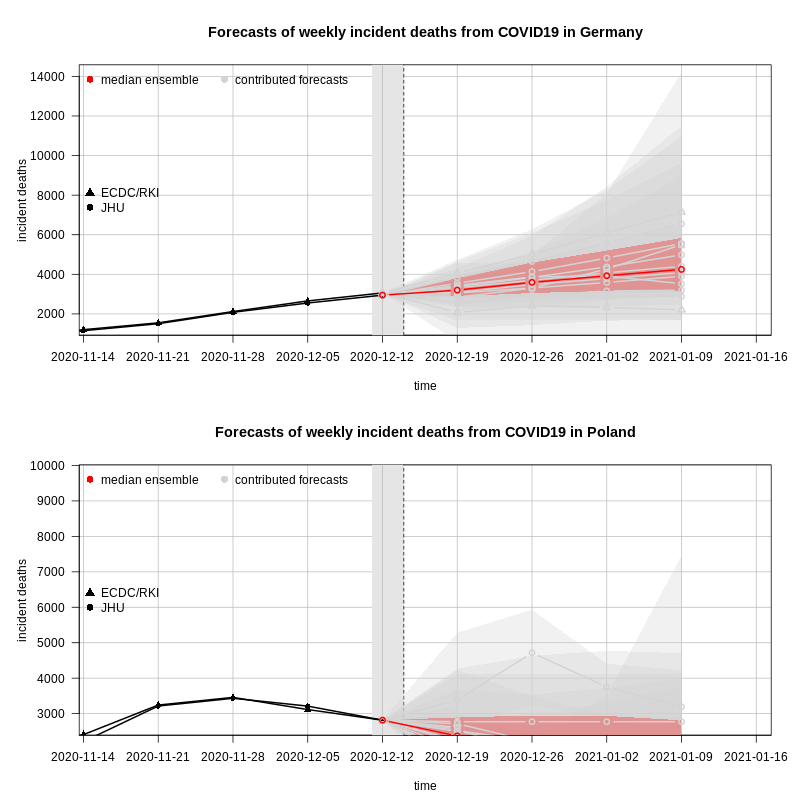 Forecasts of weekly incident deaths from COVID19 in Germany
14000
12000
10000
8000
6000
4000
2000
incident deaths
median ensemble
contributed forecasts
ECDC/RKI
JHU
2020-11-14 2020-11-21 2020-11-28 2020-12-05 2020-12-12 2020-12-19 2020-12-26 2021-01-02 2021-01-09 2021-01-16
time
Forecasts of weekly incident deaths from COVID19 in Poland
10000
9000
8000
7000
6000
5000
4000
3000
incident deaths
median ensemble
contributed forecasts
ECDC/RKI
JHU
2020-11-14 2020-11-21 2020-11-28 2020-12-05 2020-12-12 2020-12-19 2020-12-26 2021-01-02 2021-01-09 2021-01-16
time